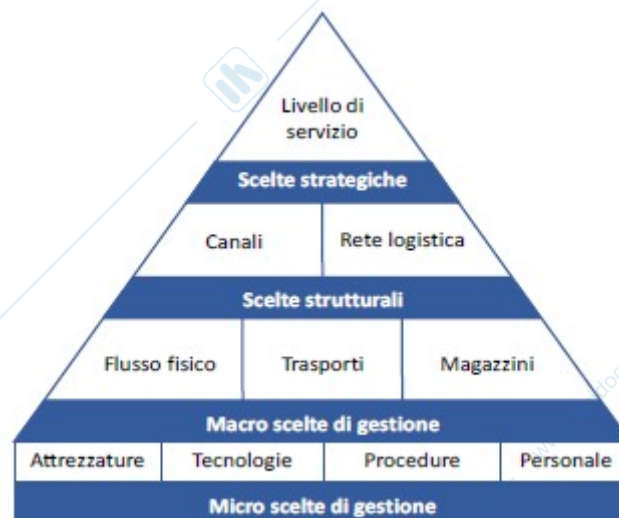 Livello di
servizio
Scelte strategiche
Canali
Rete logistica
Scelte strutturali
Flusso fisico
Trasporti
Magazzini
Macro scelte di gestione
Attrezzature
Tecnologie
Procedure
Personale
Micro scelte di gestione